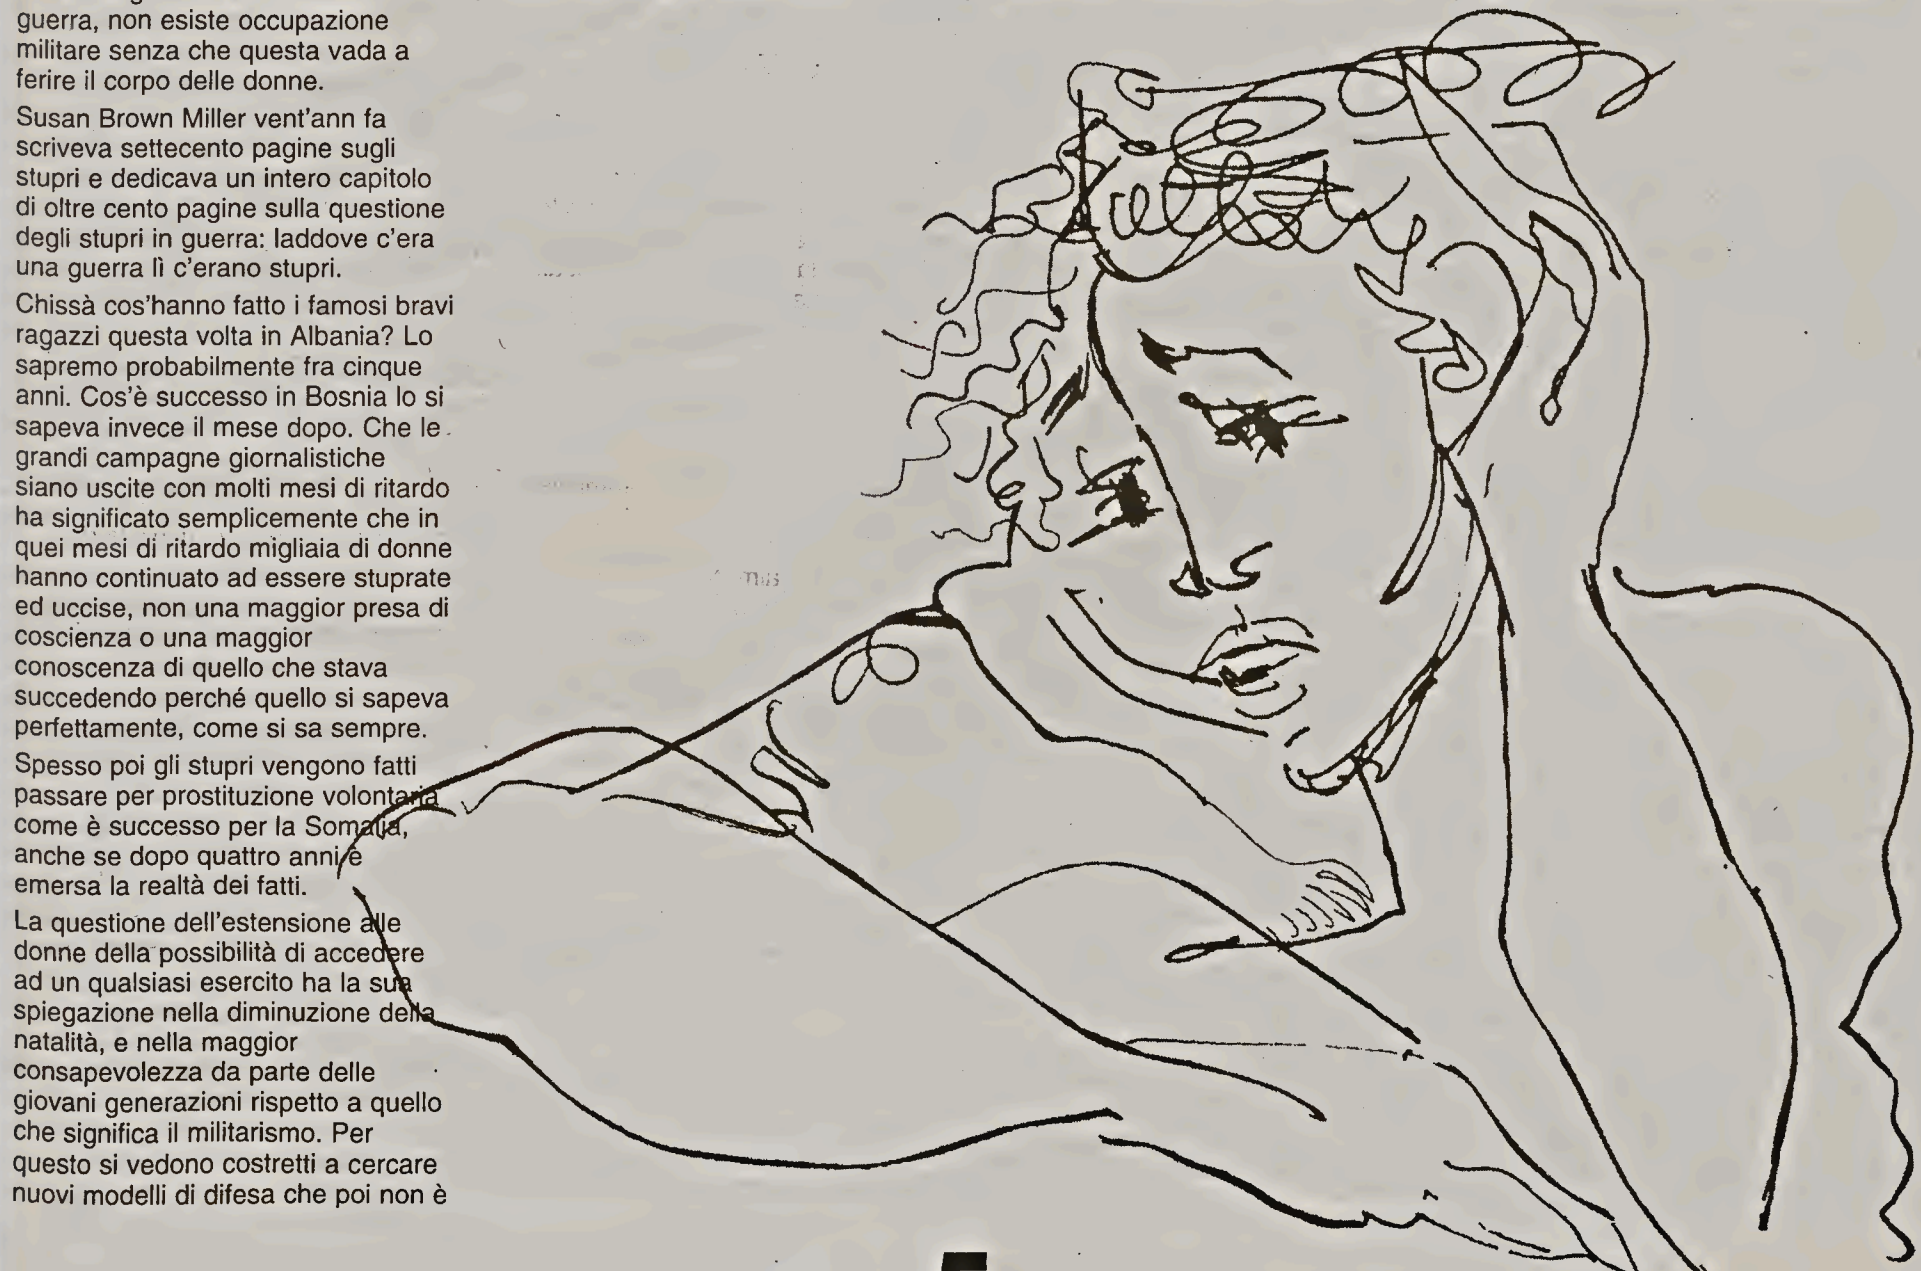 guerra, non esiste occupazione
militare senza che questa vada a
ferire il corpo delle donne.
Susan Brown Miller vent'ann fa
scriveva settecento pagine sugli
stupri e dedicava un intero capitolo
di oltre cento pagine sulla questione
degli stupri in guerra: laddove c'era
una guerra lì c'erano stupri.
Chissà cos'hanno fatto i famosi bravi
ragazzi questa volta in Albania? Lo
sapremo probabilmente fra cinque
anni. Cos'è successo in Bosnia lo si
sapeva invece il mese dopo. Che le
grandi campagne giornalistiche
siano uscite con molti mesi di ritardo
ha significato semplicemente che in
quei mesi di ritardo migliaia di donne
hanno continuato ad essere stuprate
ed uccise, non una maggior presa di
coscienza o una maggior
conoscenza di quello che stava
succedendo perché quello si sapeva
perfettamente, come si sa sempre.
Spesso poi gli stupri vengono fatti
passare per prostituzione volontaria
come è successo per la Somalia,
anche se dopo quattro anni è
emersa la realtà dei fatti.
La questione dell'estensione alle
donne della possibilità di accedere
ad un qualsiasi esercito ha la sua
spiegazione nella diminuzione della
natalità, e nella maggior
consapevolezza da parte delle
giovani generazioni rispetto a quello
che significa il militarismo. Per
questo si vedono costretti a cercare
nuovi modelli di difesa che poi non è